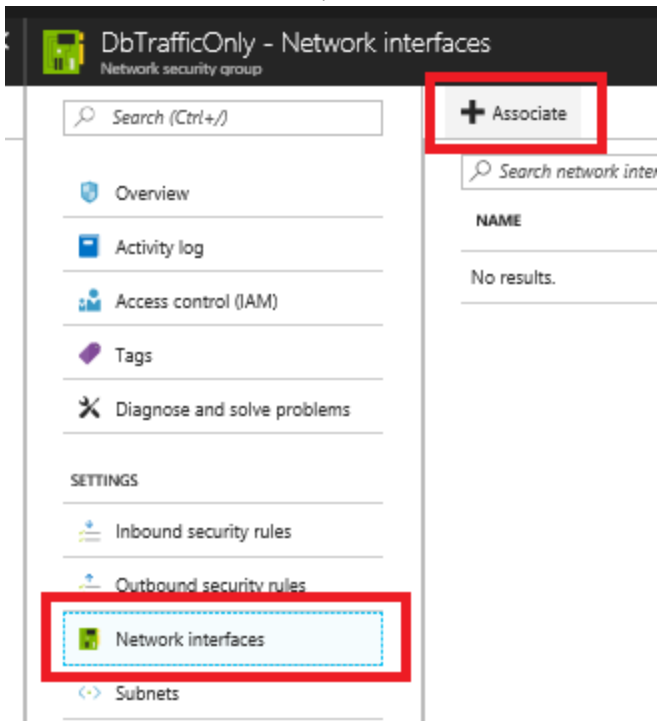 DbTrafficOnly - Network interfaces
Network security group
Search (Ctrl+/)
Associate
Search network inter
Overview
NAME
Activity log
No results.
Access control (IAM)
Tags
Diagnose and solve problems
SETTINGS
Inbound security rules
Outbound security rules
Network interfaces
Subnets